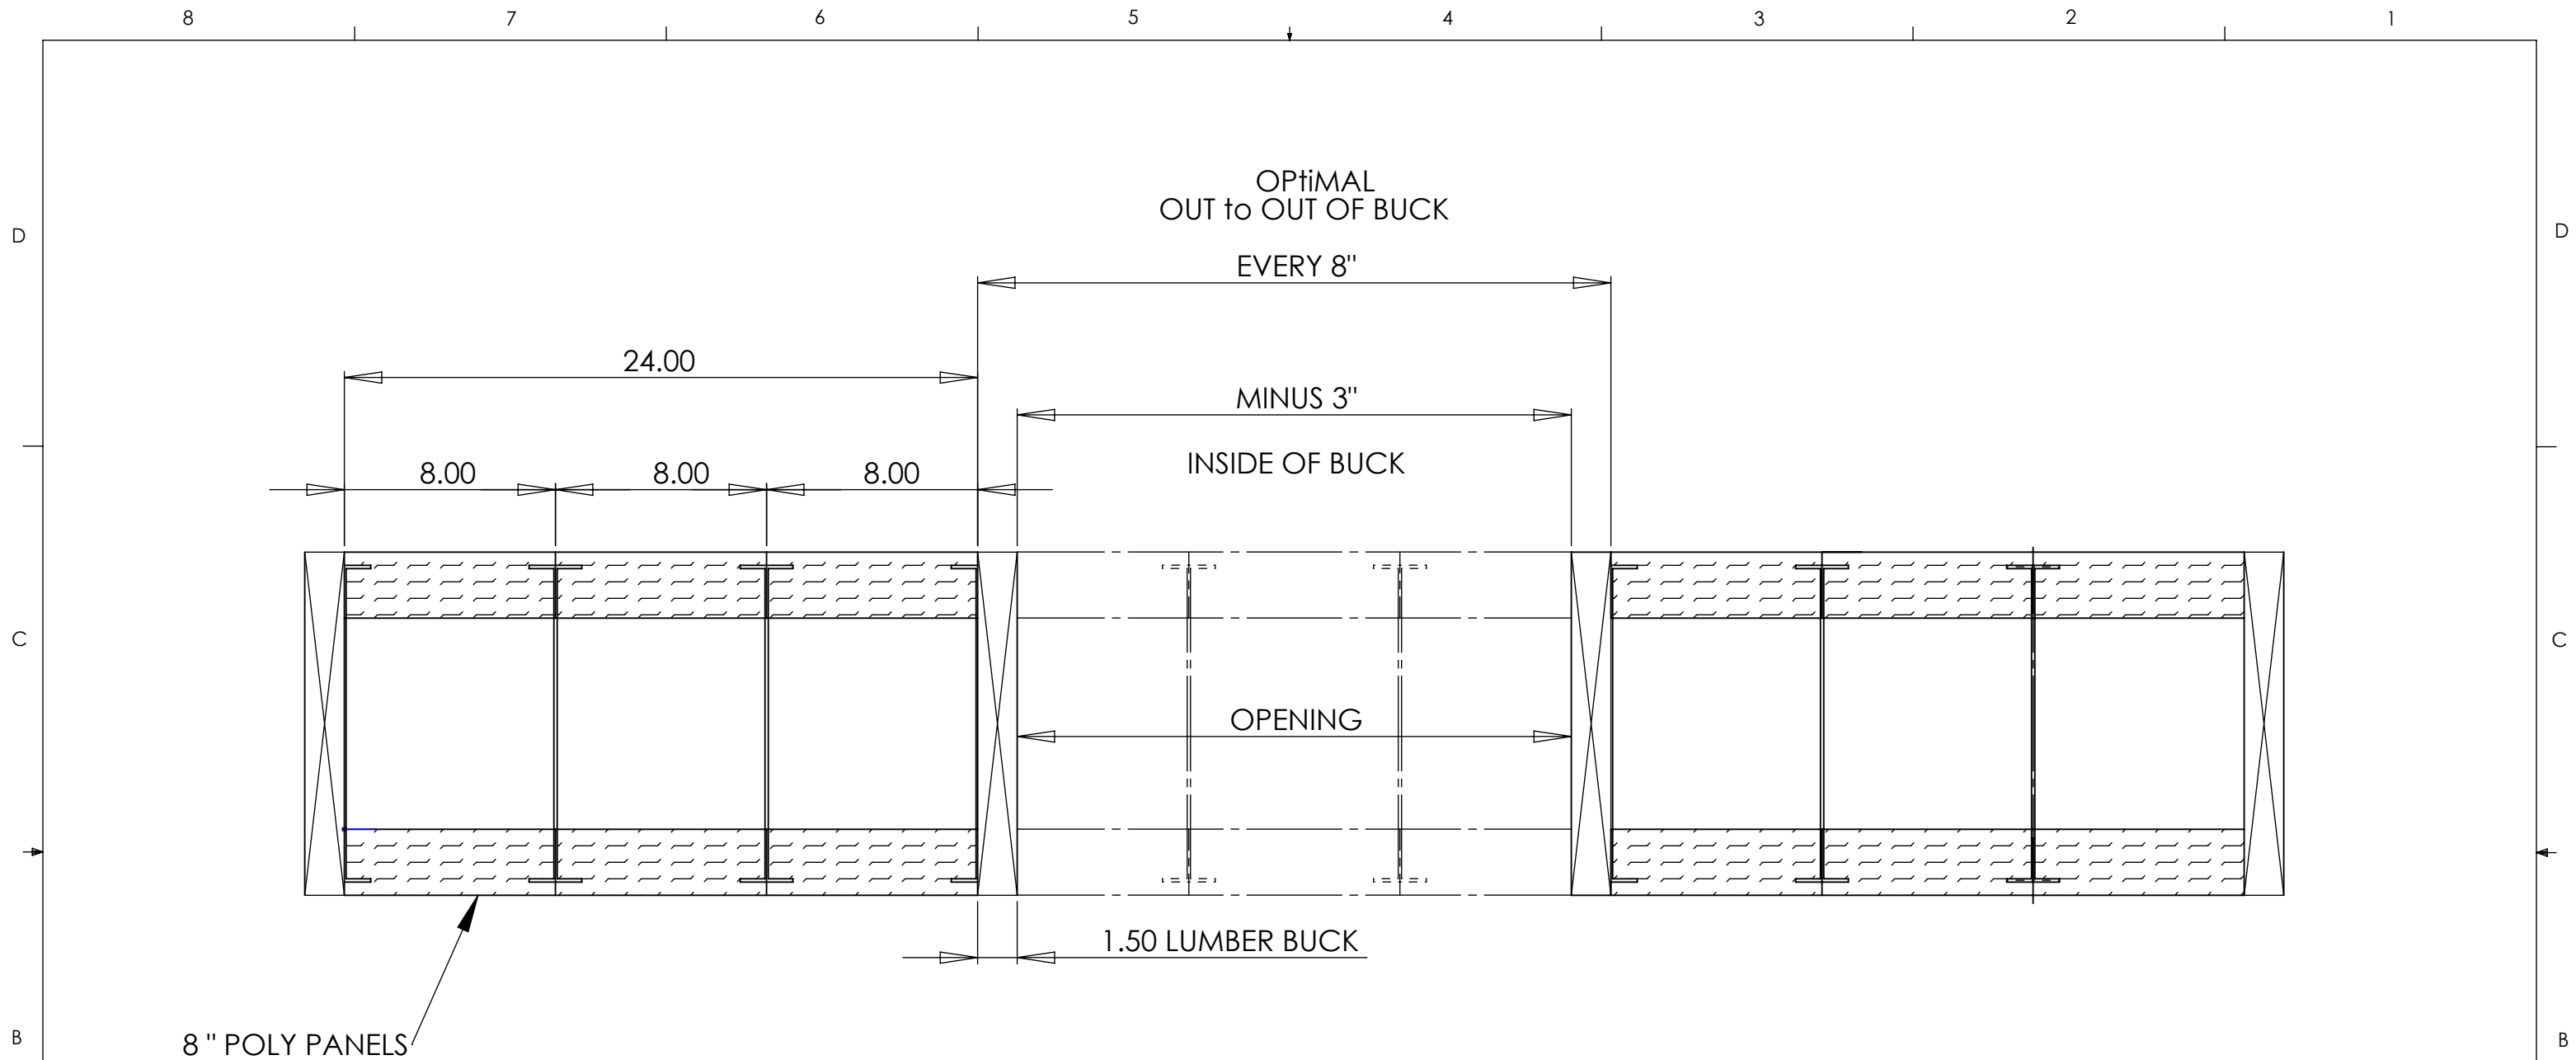 8 7 6 5 4 3 2 1
OPtiMAL
OUT to OUT OF BUCK
D D
EVERY 8"
24.00
MINUS 3"
8.00 8.00 8.00
INSIDE OF BUCK
C C
OPENING
1.50 LUMBER BUCK
8 " POLY PANELS
B B